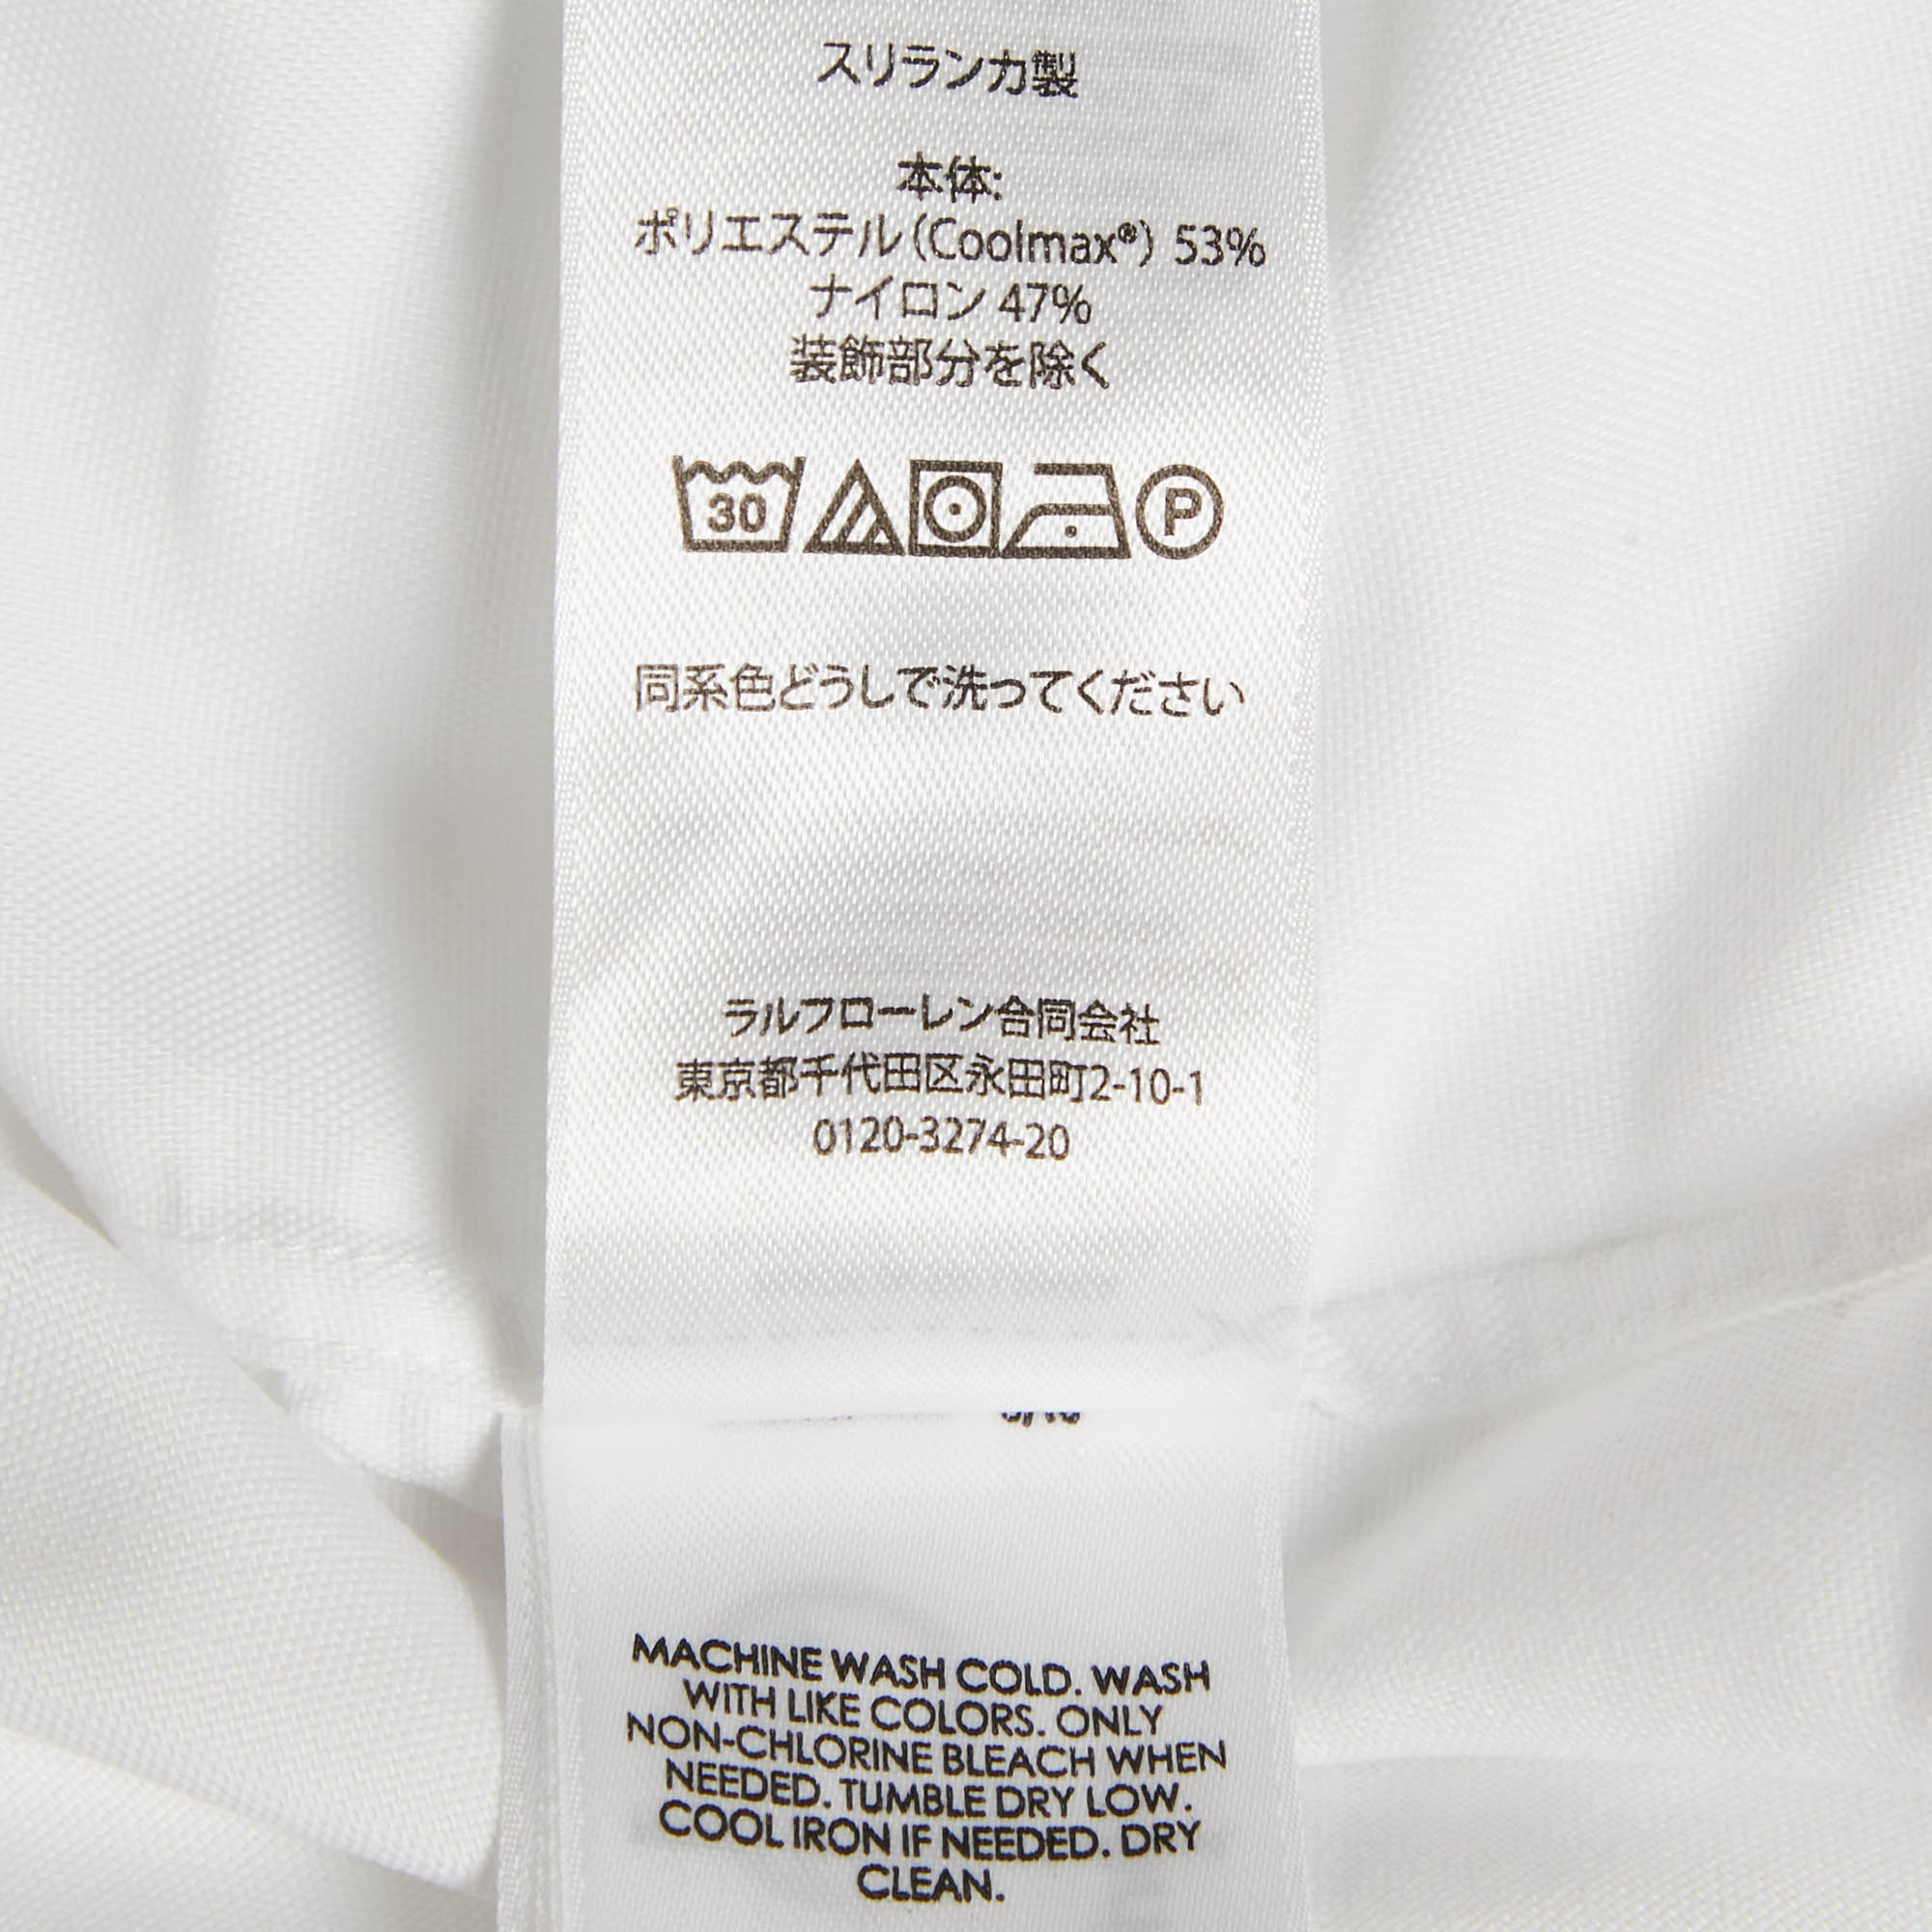 スリランカ製
本体:
ポリエステル(Coolmax®) 53%
ナイロン 47%
装飾部分を除く
30 P
同系色どうしで洗ってください
ラルフローレン合同会社
東京都千代田区永田町2-10-1
0120-3274-20
MACHINE WASH COLD. WASH
WITH LIKE COLORS. ONLY
NON-CHLORINE BLEACH WHEN
NEEDED. TUMBLE DRY LOW.
COOL IRON IF NEEDED. DRY
CLEAN.